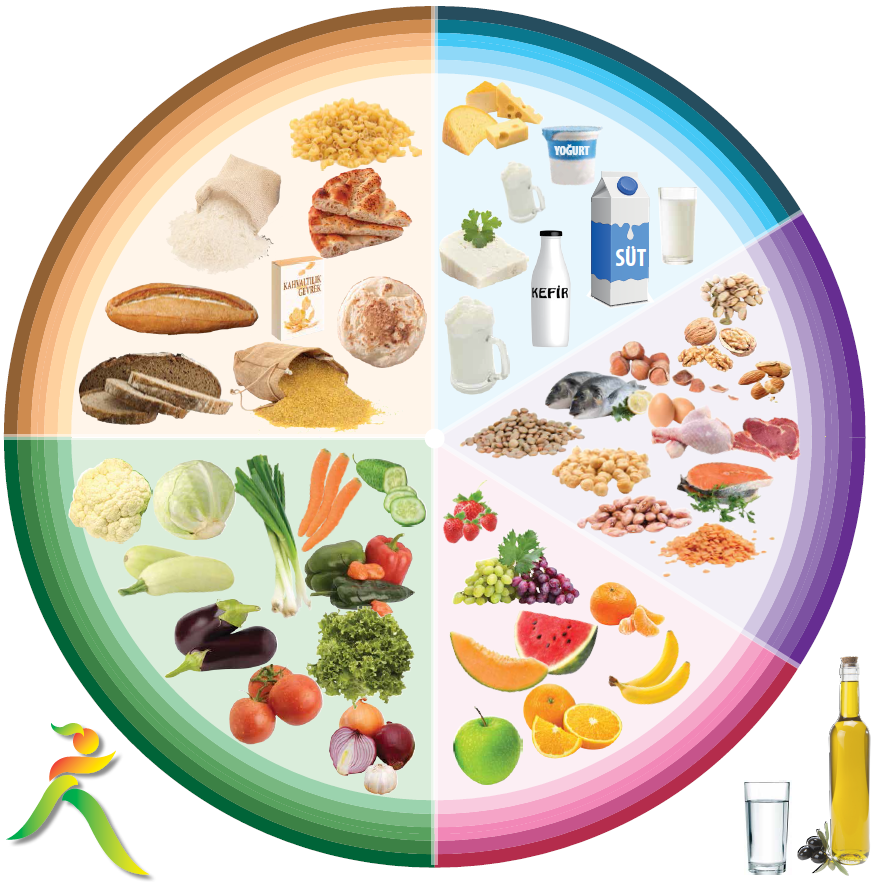 YOĞURT
SÜT
KEFİR
KAHVALTILIK
GEVREK